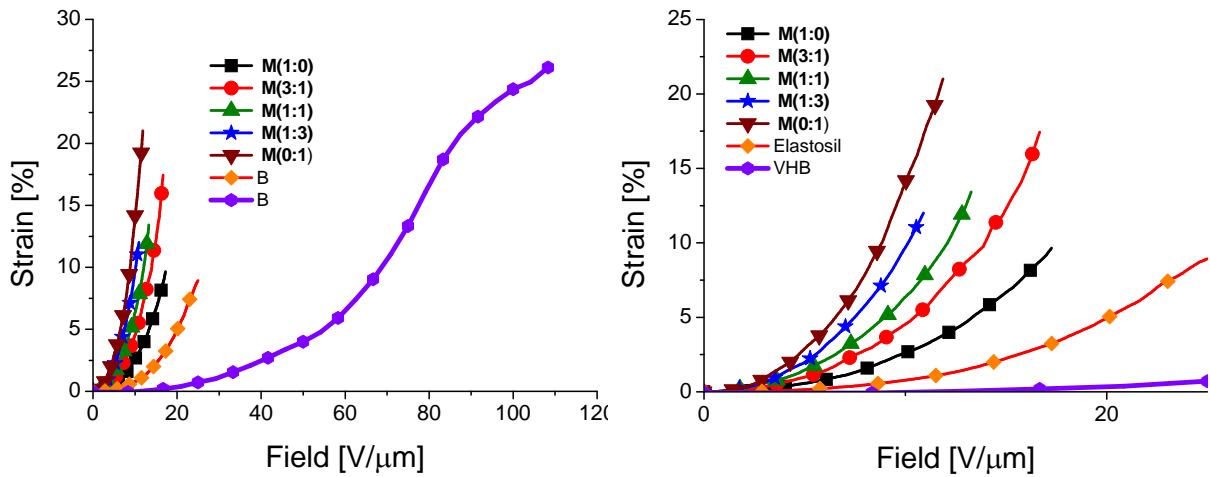 30
25
20
15
10
5
0
Strain [%]
M(1:0)
M(3:1)
M(1:1)
M(1:3)
M(0:1)
B
B
0 20 40 60 80 100 120
Field [V/μm]
25
20
15
10
5
0
Strain [%]
M(1:0)
M(3:1)
M(1:1)
M(1:3)
M(0:1)
Elastosil
VHB
0 20
Field [V/μm]